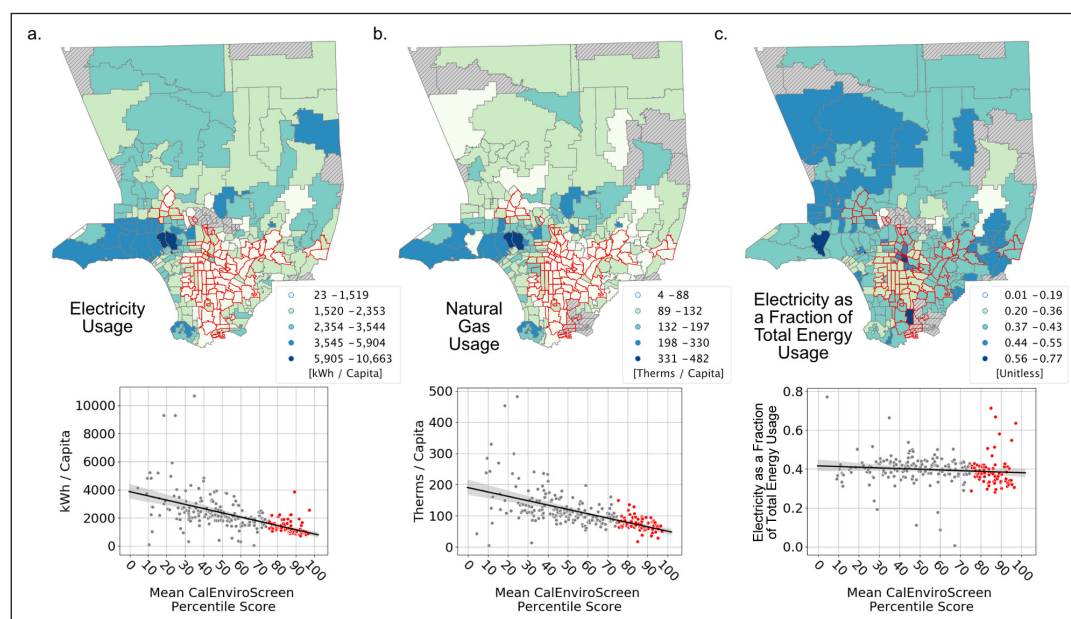 a.
b.
c.
Electricity
Usage
23 – 1,519
1,520 – 2,353
2,354 – 3,544
3,545 – 5,904
5,905 – 10,663
[kWh / Capita]
Natural
Gas
Usage
4 – 88
89 – 132
132 – 197
198 – 330
331 – 482
[Therms / Capita]
Electricity as
a Fraction of
Total Energy
Usage
0.01 – 0.19
0.20 – 0.36
0.37 – 0.43
0.44 – 0.55
0.56 – 0.77
[Unitless]
kWh / Capita
10000
8000
6000
4000
2000
0
0 10 20 30 40 50 60 70 80 90 100
Mean CalEnviroScreen
Percentile Score
Therms / Capita
500
400
300
200
100
0
0 10 20 30 40 50 60 70 80 90 100
Mean CalEnviroScreen
Percentile Score
Electricity as a Fraction
of Total Energy Usage
0.8
0.6
0.4
0.2
0.0
0 10 20 30 40 50 60 70 80 90 100
Mean CalEnviroScreen
Percentile Score